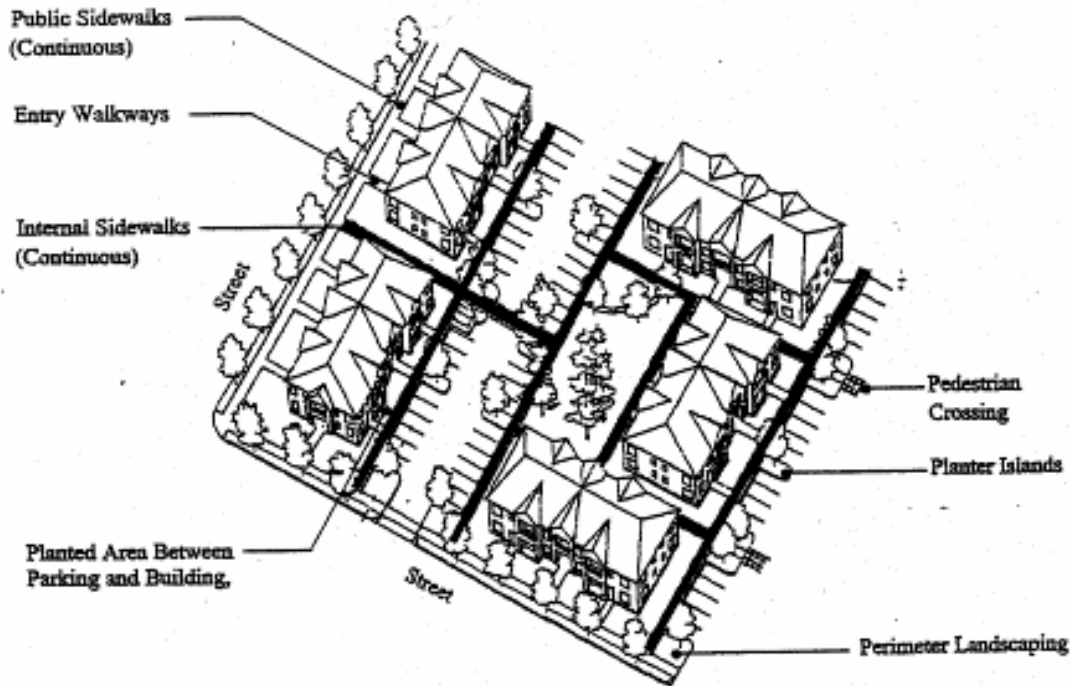 Public Sidewalks
(Continuous)
Entry Walkways
Internal Sidewalks
(Continuous)
Street
Pedestrian
Crossing
Planter Islands
Planted Area Between
Parking and Building,
Street
Perimeter Landscaping